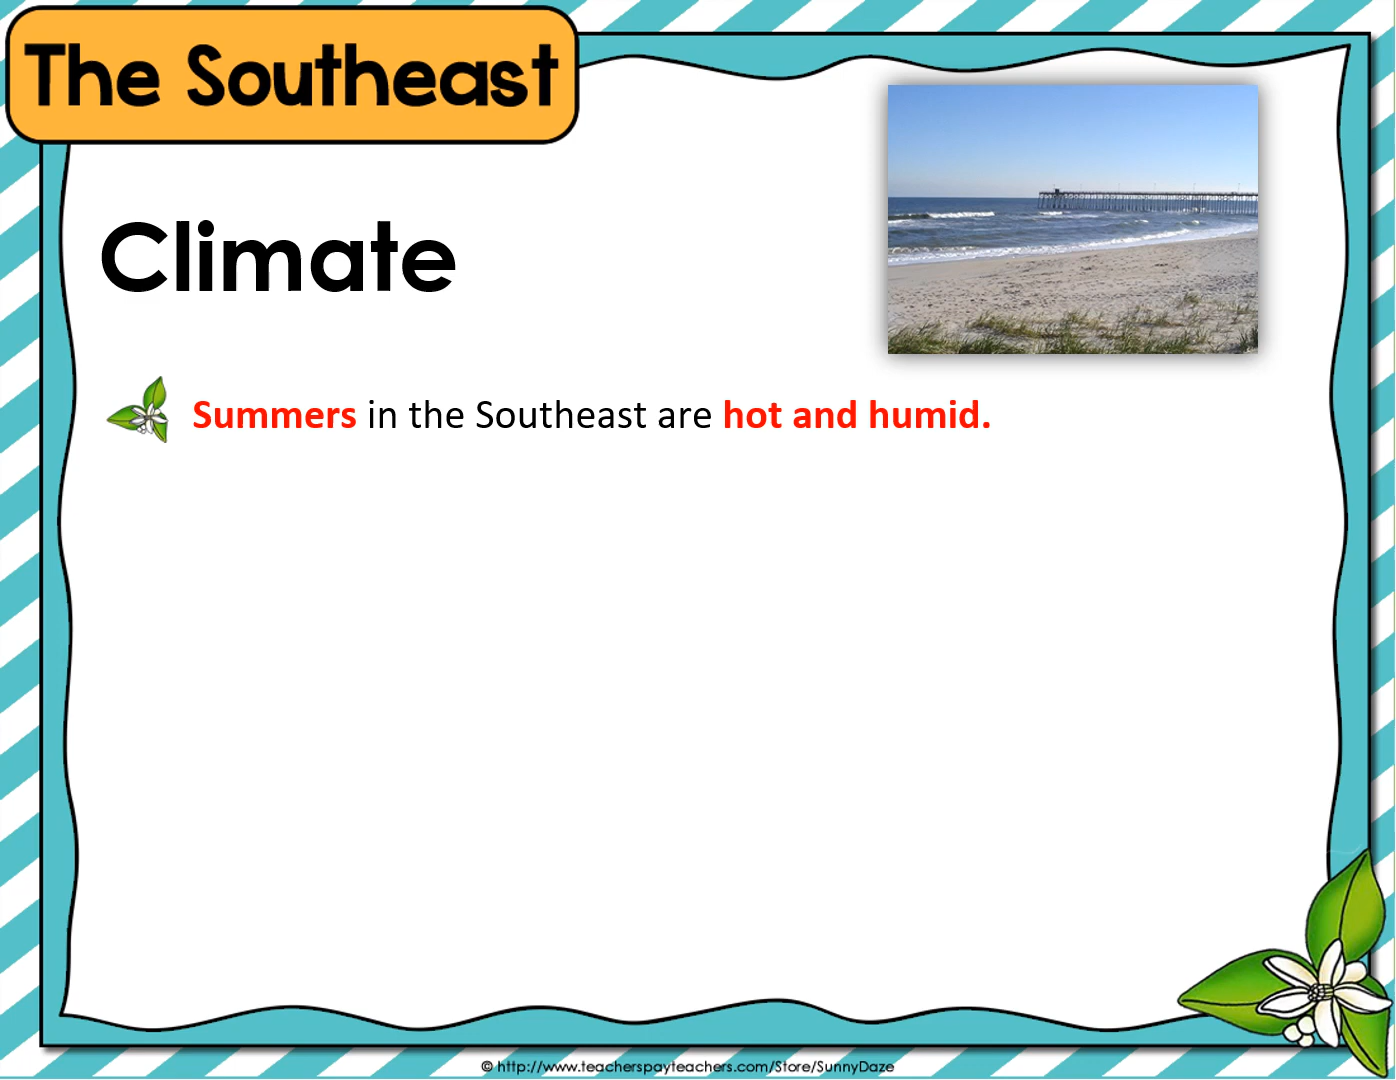 The Southeast
Climate
Summers in the Southeast are hot and humid.
© http://www.teacherspayteachers.com/Store/SunnyDaze